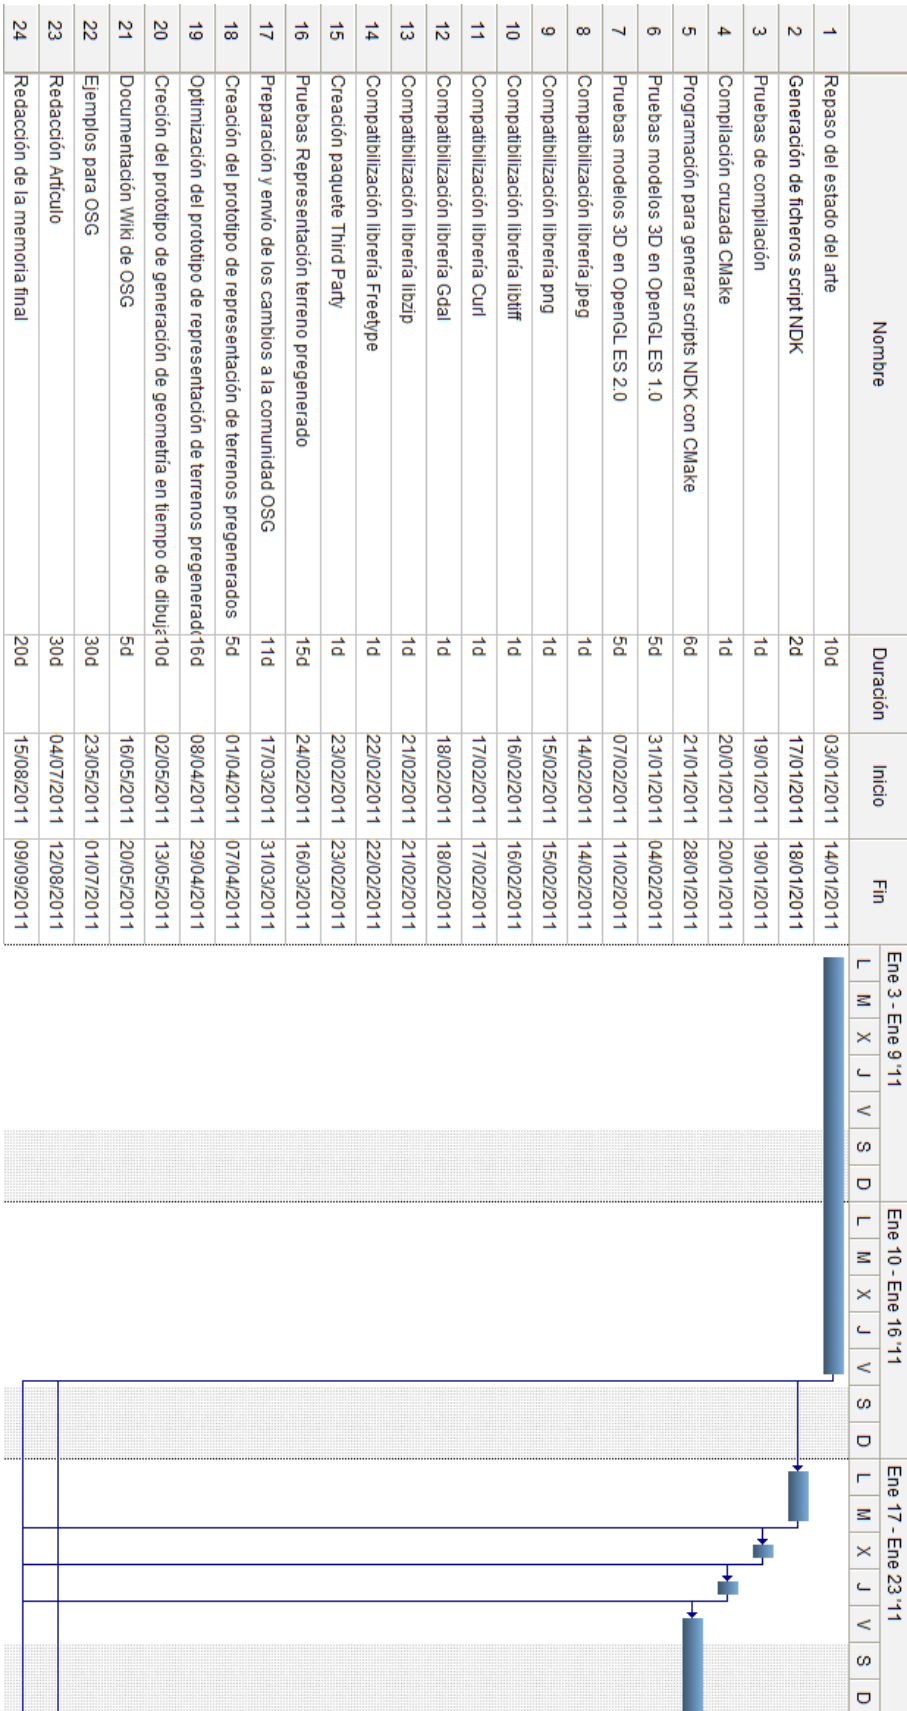 Nombre Duración Inicio Fin Ene 3 - Ene 9 '11 Ene 10 - Ene 16 '11 Ene 17 - Ene 23 '11
L M X J V S D L M X J V S D L M X J V S D
1 Repaso del estado del arte 10d 03/01/2011 14/01/2011
2 Generación de ficheros script NDK 2d 17/01/2011 18/01/2011
3 Pruebas de compilación 1d 19/01/2011 19/01/2011
4 Compilación cruzada CMake 1d 20/01/2011 20/01/2011
5 Programación para generar scripts NDK con CMake 6d 21/01/2011 28/01/2011
6 Pruebas modelos 3D en OpenGL ES 1.0 5d 31/01/2011 04/02/2011
7 Pruebas modelos 3D en OpenGL ES 2.0 5d 07/02/2011 11/02/2011
8 Compatibilización librería jpeg 1d 14/02/2011 14/02/2011
9 Compatibilización librería png 1d 15/02/2011 15/02/2011
10 Compatibilización librería libtiff 1d 16/02/2011 16/02/2011
11 Compatibilización librería Curl 1d 17/02/2011 17/02/2011
12 Compatibilización librería Gdal 1d 18/02/2011 18/02/2011
13 Compatibilización librería libzip 1d 21/02/2011 21/02/2011
14 Compatibilización librería Freetype 1d 22/02/2011 22/02/2011
15 Creación paquete Third Party 1d 23/02/2011 23/02/2011
16 Pruebas Representación terreno pregenerado 15d 24/02/2011 16/03/2011
17 Preparación y envío de los cambios a la comunidad OSG 11d 17/03/2011 31/03/2011
18 Creación del prototipo de representación de terrenos pregenerados 5d 01/04/2011 07/04/2011
19 Optimización del prototipo de representación de terrenos pregenerado 16d 08/04/2011 29/04/2011
20 Creción del prototipo de generación de geometría en tiempo de dibuja 10d 02/05/2011 13/05/2011
21 Documentación Wiki de OSG 5d 16/05/2011 20/05/2011
22 Ejemplos para OSG 30d 23/05/2011 01/07/2011
23 Redacción Artículo 30d 04/07/2011 12/08/2011
24 Redacción de la memoria final 20d 15/08/2011 09/09/2011